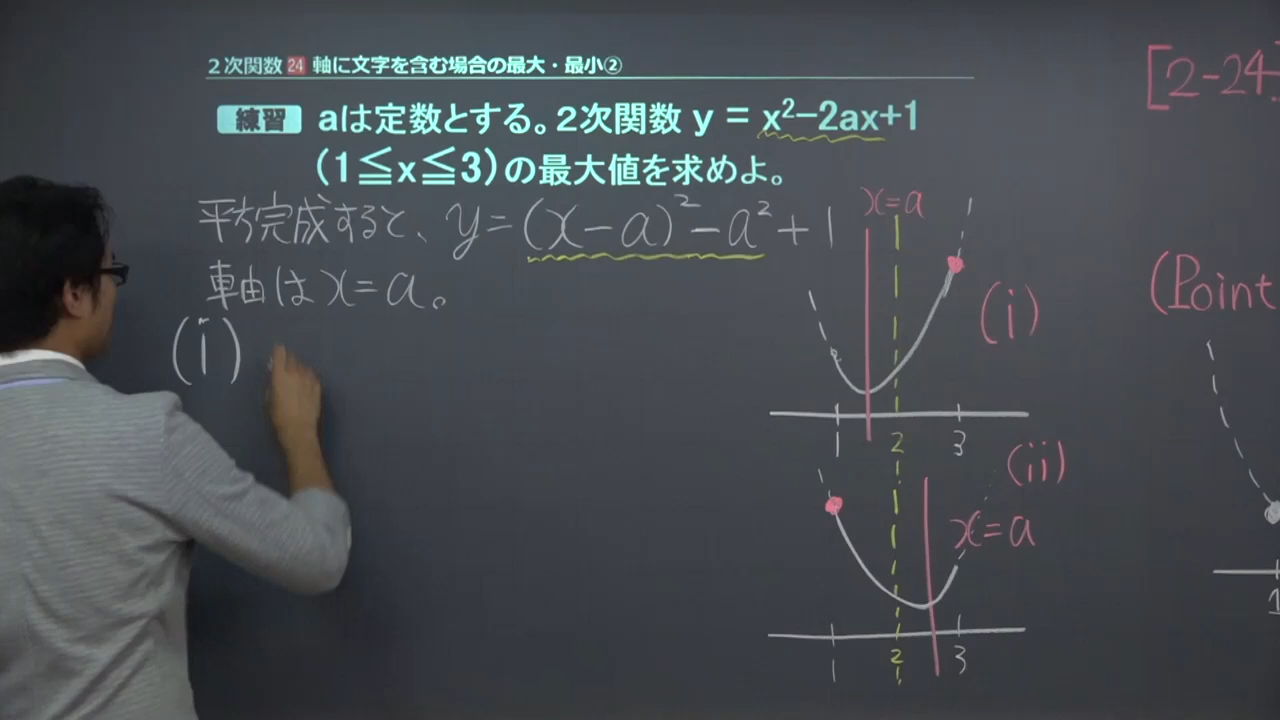 2次関数24 軸に文字を含む場合の最大・最小②
練習 aは定数とする。2次関数 y = x²−2ax+1
(1≦x≦3)の最大値を求めよ。
平方完成すると、y=(x−a)²−a²+1
軸は x=a。
(i)
x=a
(i)
1 2 3
(ii)
x=a
1 2 3
[2-24
(Point
1